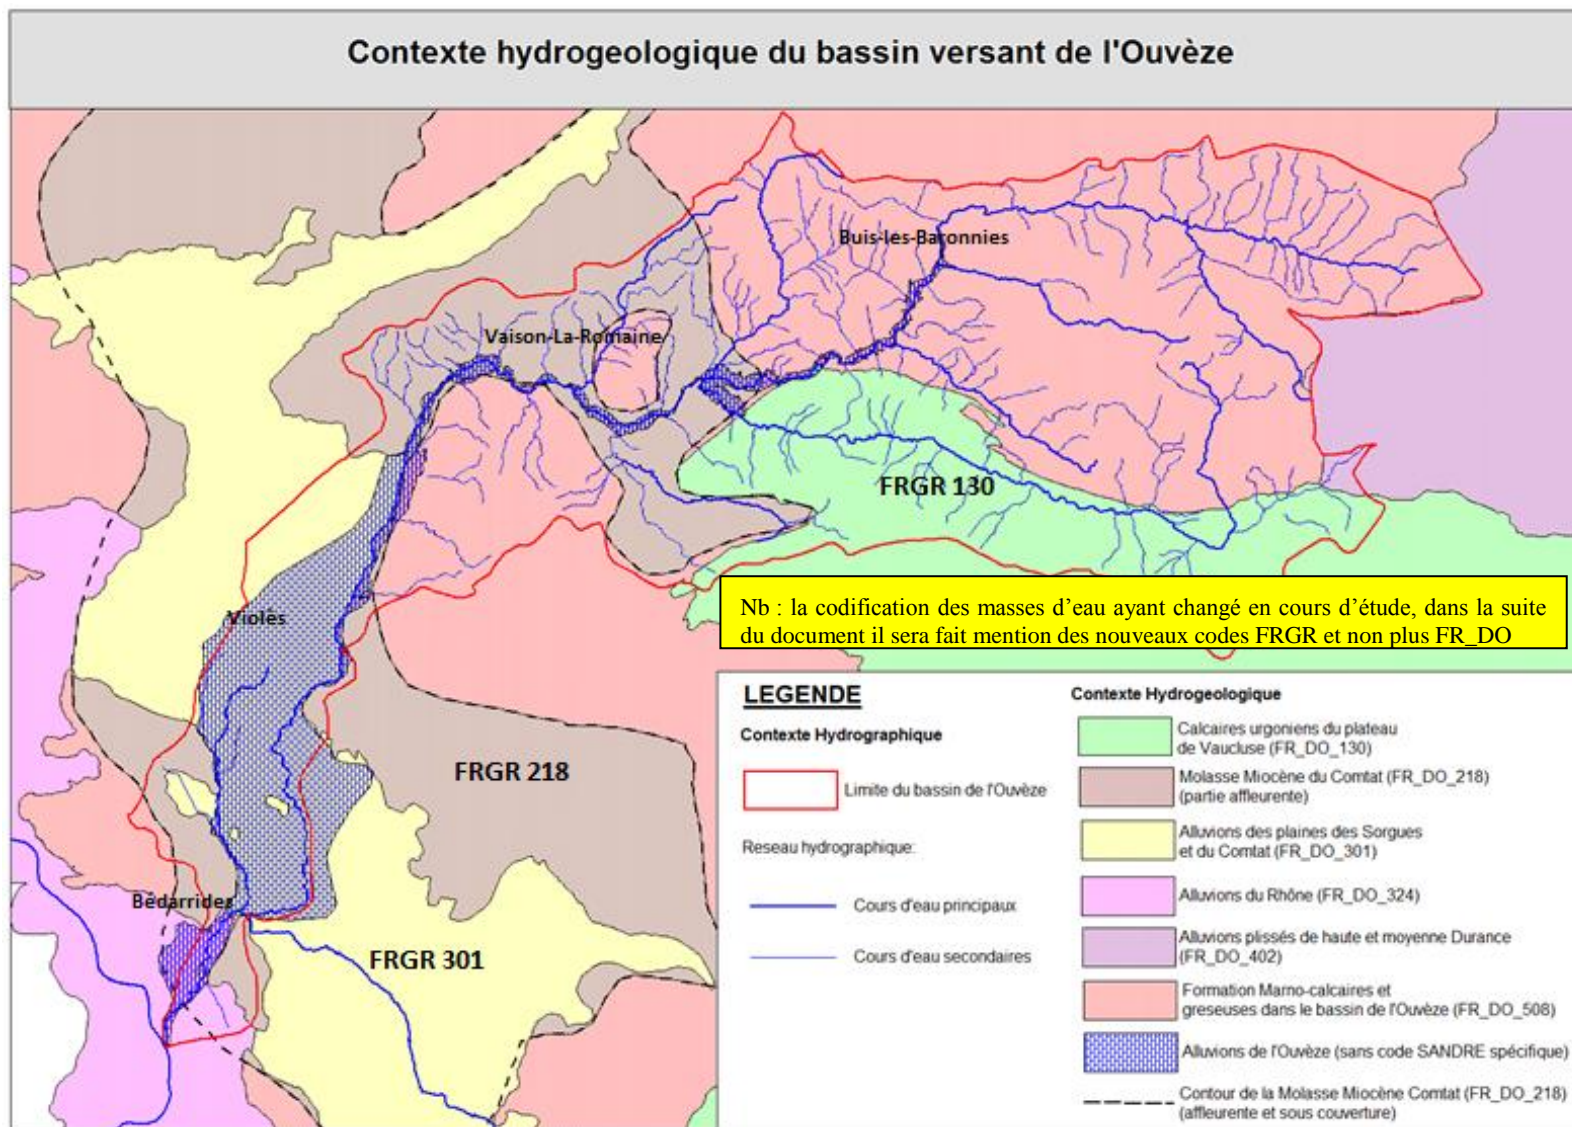 Contexte hydrogeologique du bassin versant de l'Ouvèze
Buis-les-Baronnies
Vaison-La-Romaine
FRGR 130
Nb : la codification des masses d'eau ayant changé en cours d'étude, dans la suite
du document il sera fait mention des nouveaux codes FRGR et non plus FR_DO
Violès
FRGR 218
Bédarrides
FRGR 301
LEGENDE
Contexte Hydrographique
Limite du bassin de l'Ouvèze
Reseau hydrographique:
Cours d'eau principaux
Cours d'eau secondaires
Contexte Hydrogeologique
Calcaires urgoniens du plateau
de Vaucluse (FR_DO_130)
Molasse Miocène du Comtat (FR_DO_218)
(partie affleurente)
Alluvions des plaines des Sorgues
et du Comtat (FR_DO_301)
Alluvions du Rhône (FR_DO_324)
Alluvions plissés de haute et moyenne Durance
(FR_DO_402)
Formation Marno-calcaires et
greseuses dans le bassin de l'Ouvèze (FR_DO_508)
Alluvions de l'Ouvèze (sans code SANDRE spécifique)
Contour de la Molasse Miocène Comtat (FR_DO_218)
(affleurente et sous couverture)